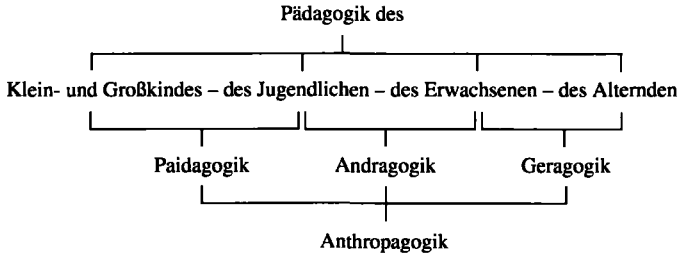 Pädagogik des
Klein- und Großkindes – des Jugendlichen – des Erwachsenen – des Alternden
Paidagogik Andragogik Geragogik
Anthropagogik